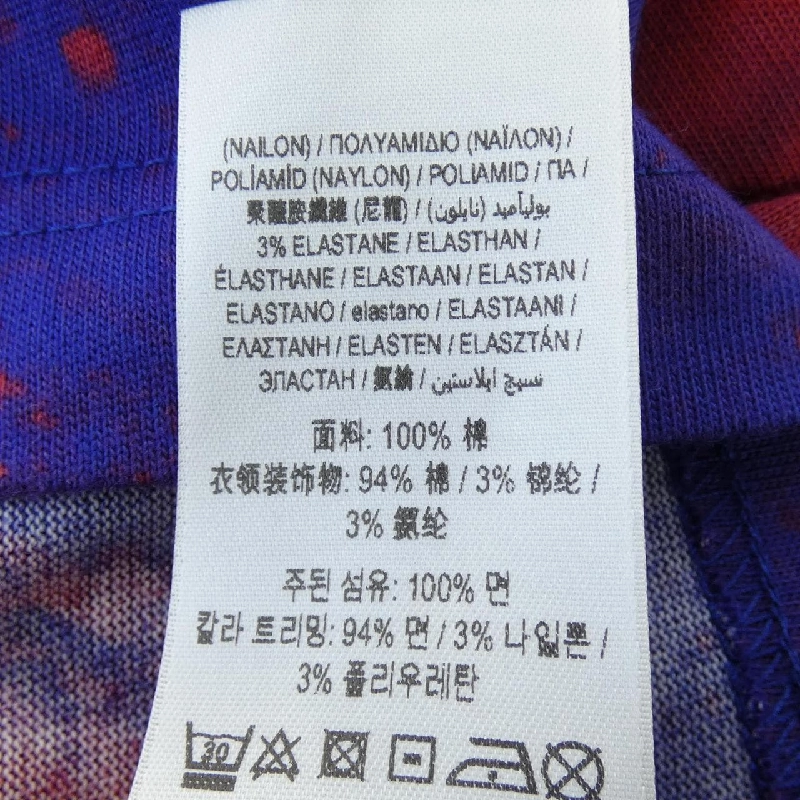 (NAILON) / ΠΟΛΥΑΜΙΔΙΟ (ΝΑΪΛΟΝ) /
POLİAMİD (NAYLON) / POLIAMID / ПА /
聚醯胺纖維 (尼龍) / بوليأميد (نايلون) /
3% ELASTANE / ELASTHAN /
ÉLASTHANNE / ELASTAAN / ELASTAN /
ELASTANO / elastano / ELASTAANI /
ΕΛΑΣΤΑΝΗ / ELASTEN / ELASZTÁN /
ЭЛАСТАН / 氨綸 / نسيج ايلاستين
面料: 100% 棉
衣领装饰物: 94% 棉 / 3% 锦纶 /
3% 氨纶
주된 섬유: 100% 면
칼라 트리밍: 94% 면 / 3% 나일론 /
3% 폴리우레탄
30